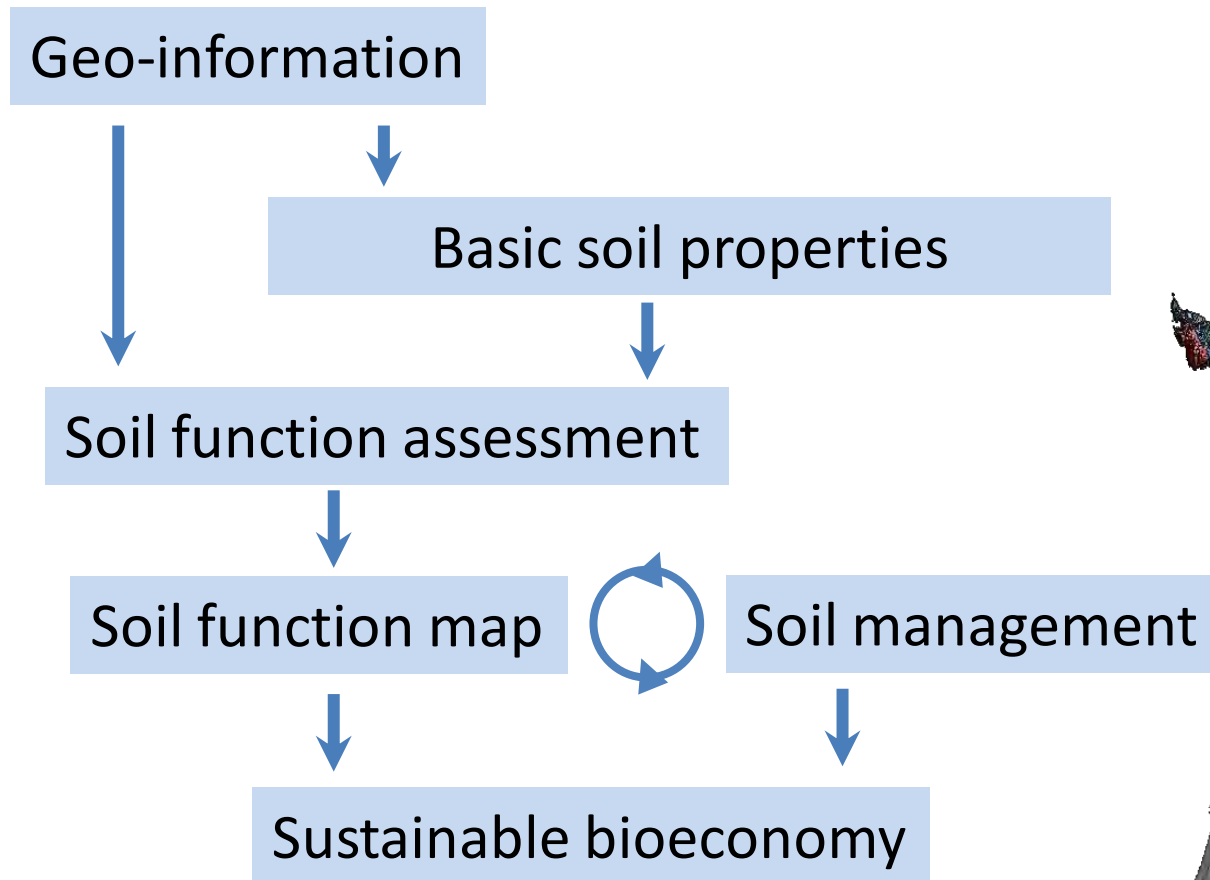 Geo-information
Basic soil properties
Soil function assessment
Soil function map
Soil management
Sustainable bioeconomy